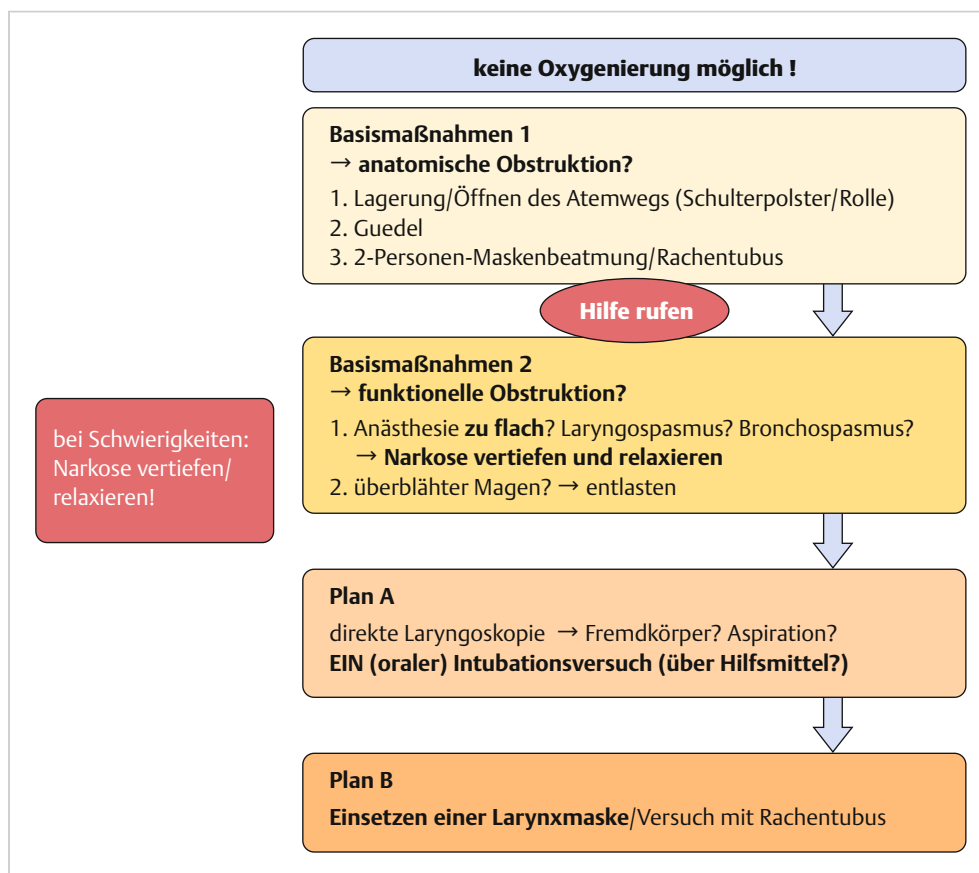 keine Oxygenierung möglich !
Basismaßnahmen 1
→ anatomische Obstruktion?
1. Lagerung/Öffnen des Atemwegs (Schulterpolster/Rolle)
2. Guedel
3. 2-Personen-Maskenbeatmung/Rachentubus
Hilfe rufen
Basismaßnahmen 2
→ funktionelle Obstruktion?
1. Anästhesie zu flach? Laryngospasmus? Bronchospasmus?
→ Narkose vertiefen und relaxieren
2. überblähter Magen? → entlasten
bei Schwierigkeiten:
Narkose vertiefen/
relaxieren!
Plan A
direkte Laryngoskopie → Fremdkörper? Aspiration?
EIN (oraler) Intubationsversuch (über Hilfsmittel?)
Plan B
Einsetzen einer Larynxmaske/Versuch mit Rachentubus